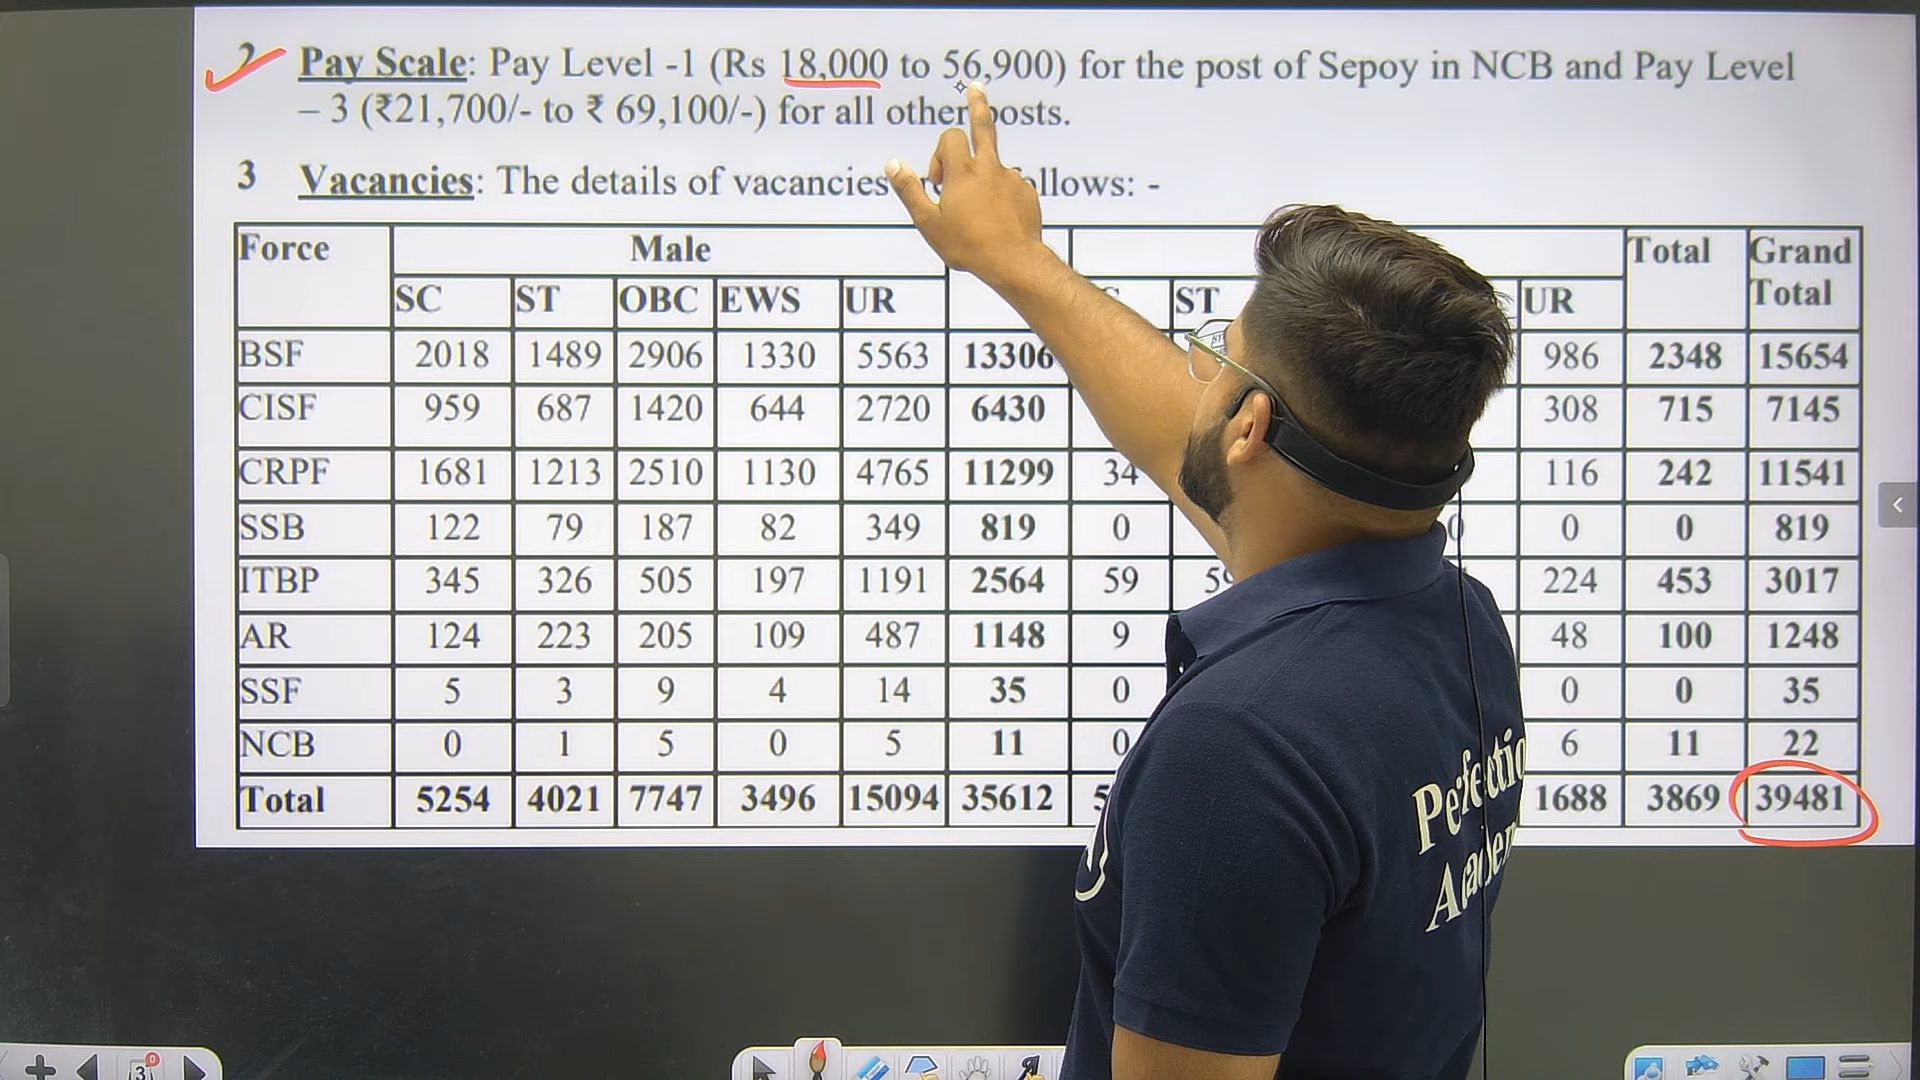 2 Pay Scale: Pay Level -1 (Rs 18,000 to 56,900) for the post of Sepoy in NCB and Pay Level
– 3 (₹21,700/- to ₹ 69,100/-) for all other posts.
3 Vacancies: The details of vacancies follows: -
Force Male Total Grand Total
SC ST OBC EWS UR ST UR
BSF 2018 1489 2906 1330 5563 13306 986 2348 15654
CISF 959 687 1420 644 2720 6430 308 715 7145
CRPF 1681 1213 2510 1130 4765 11299 34 116 242 11541
SSB 122 79 187 82 349 819 0 0 0 0 819
ITBP 345 326 505 197 1191 2564 59 224 453 3017
AR 124 223 205 109 487 1148 9 48 100 1248
SSF 5 3 9 4 14 35 0 0 0 35
NCB 0 1 5 0 5 11 0 6 11 22
Total 5254 4021 7747 3496 15094 35612 1688 3869 39481
Perfection
Academy
3
0